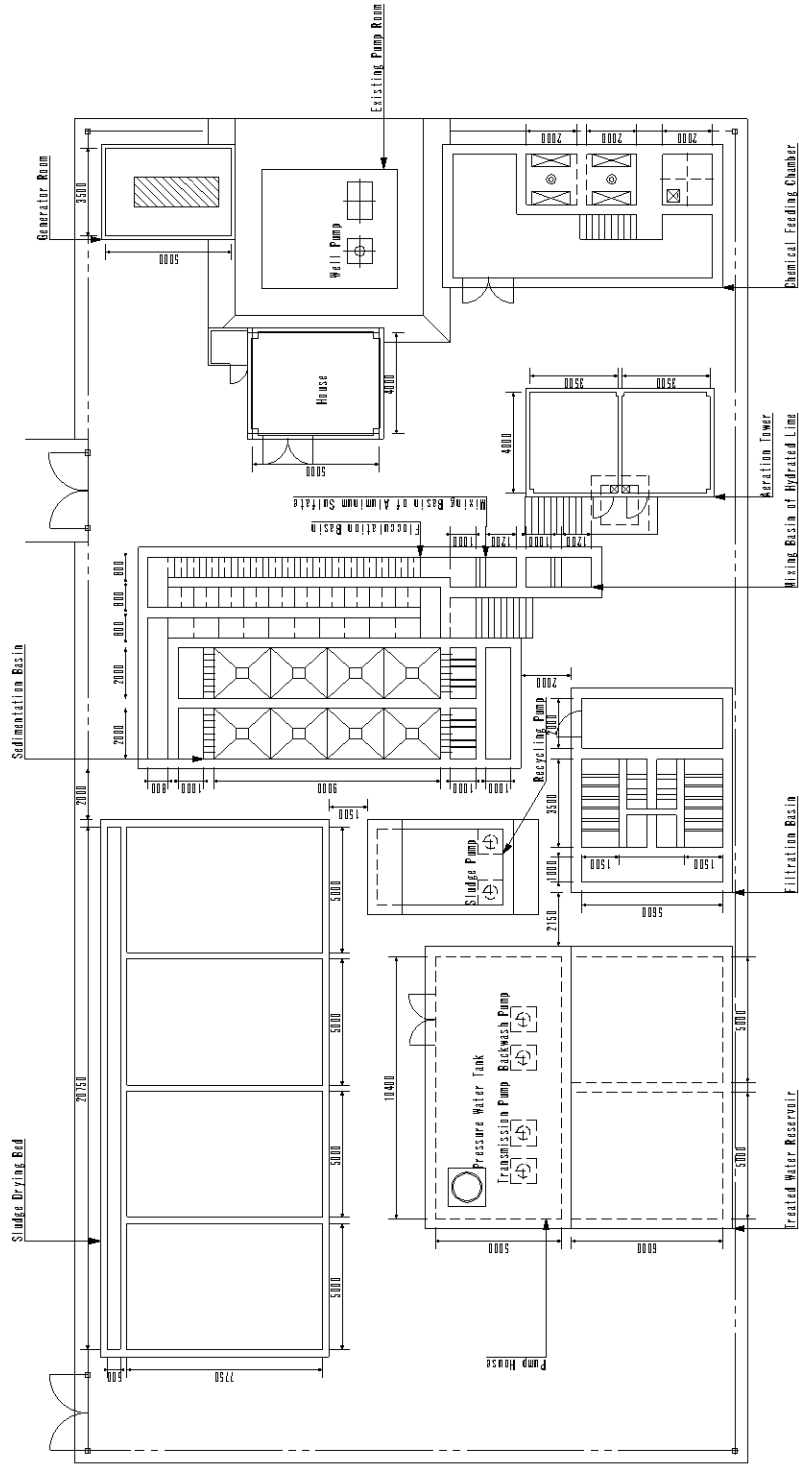 Existing Pump Room
Generator Room
3500
5000
Well Pump
2000
2000
2000
Chemical Feeding Chamber
House
4000
5000
3500
3500
4000
Aeration Tower
Mixing Basin of Hydrated Lime
Mixing Basin of Aluminum Sulfate
Flocculation Basin
1000
1200
1000
1200
800
800
800
2000
2000
Sedimentation Basin
800
1000
9000
1000
1000
2000
2000
1500
Recycling Pump
Sludge Pump
2000
3500
1000
1500
1500
5600
Filtration Basin
2150
20750
5000
5000
5000
5000
Sludge Drying Bed
600
7750
10400
Pressure Water Tank
Transmission Pump
Backwash Pump
5000
6000
5000
5000
Treated Water Reservoir
Pump House